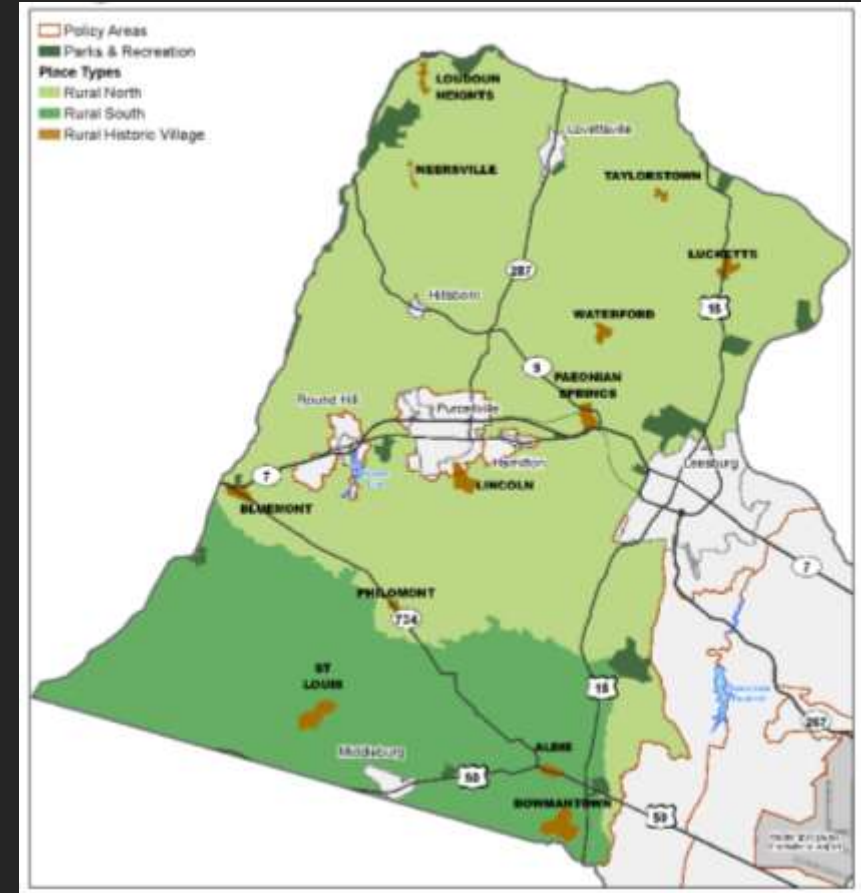 Policy Areas
Parks & Recreation
Place Types
Rural North
Rural South
Rural Historic Village
LOUDOUN
HEIGHTS
Lovettsville
NEERSVILLE
TAYLORSTOWN
LUCKETTS
287
Hillsboro
15
WATERFORD
9
PAEONIAN
SPRINGS
Round Hill
Purcellville
Hamilton
Leesburg
7
LINCOLN
BLUEMONT
7
PHILOMONT
734
ST
LOUIS
15
267
Middleburg
ALDIE
50
BOWMANTOWN
50